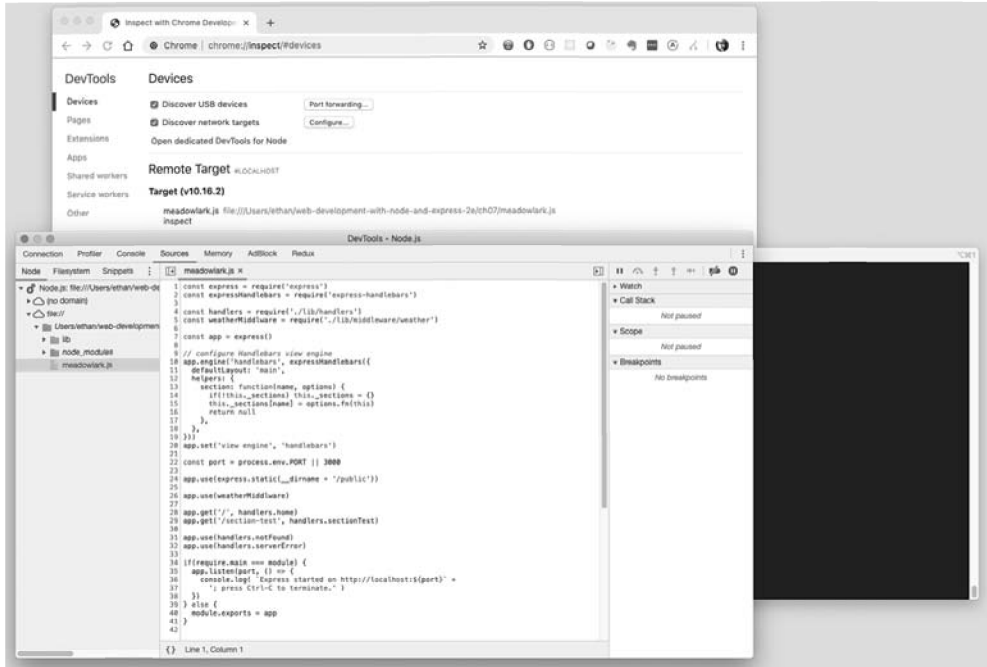 Inspect with Chrome Develope ×
+
Chrome | chrome://inspect/#devices
DevTools
Devices
Pages
Extensions
Apps
Shared workers
Service workers
Other
Devices
Discover USB devices
Port forwarding...
Discover network targets
Configure...
Open dedicated DevTools for Node
Remote Target #LOCALHOST
Target (v10.16.2)
meadowlark.js file:///Users/ethan/web-development-with-node-and-express-2e/ch07/meadowlark.js
inspect
DevTools - Node.js
Connection Profiler Console Sources Memory AdBlock Redux
Node Filesystem Snippets
meadowlark.js ×
Node.js: file:///Users/ethan/web-de
(no domain)
file://
Users/ethan/web-development
lib
node_modules
meadowlark.js
1 const express = require('express')
2 const expressHandlebars = require('express-handlebars')
3
4 const handlers = require('./lib/handlers')
5 const weatherMiddlware = require('./lib/middleware/weather')
6
7 const app = express()
8
9 // configure Handlebars view engine
10 app.engine('handlebars', expressHandlebars({
11   defaultLayout: 'main',
12   helpers: {
13     section: function(name, options) {
14       if(!this._sections) this._sections = {}
15       this._sections[name] = options.fn(this)
16       return null
17     },
18   },
19 }))
20 app.set('view engine', 'handlebars')
21
22 const port = process.env.PORT || 3000
23
24 app.use(express.static(__dirname + '/public'))
25
26 app.use(weatherMiddlware)
27
28 app.get('/', handlers.home)
29 app.get('/section-test', handlers.sectionTest)
30
31 app.use(handlers.notFound)
32 app.use(handlers.serverError)
33
34 if(require.main === module) {
35   app.listen(port, () => {
36     console.log( `Express started on http://localhost:${port}` +
37       '; press Ctrl-C to terminate.' )
38   })
39 } else {
40   module.exports = app
41 }
42
{} Line 1, Column 1
Watch
Call Stack
Not paused
Scope
Not paused
Breakpoints
No breakpoints